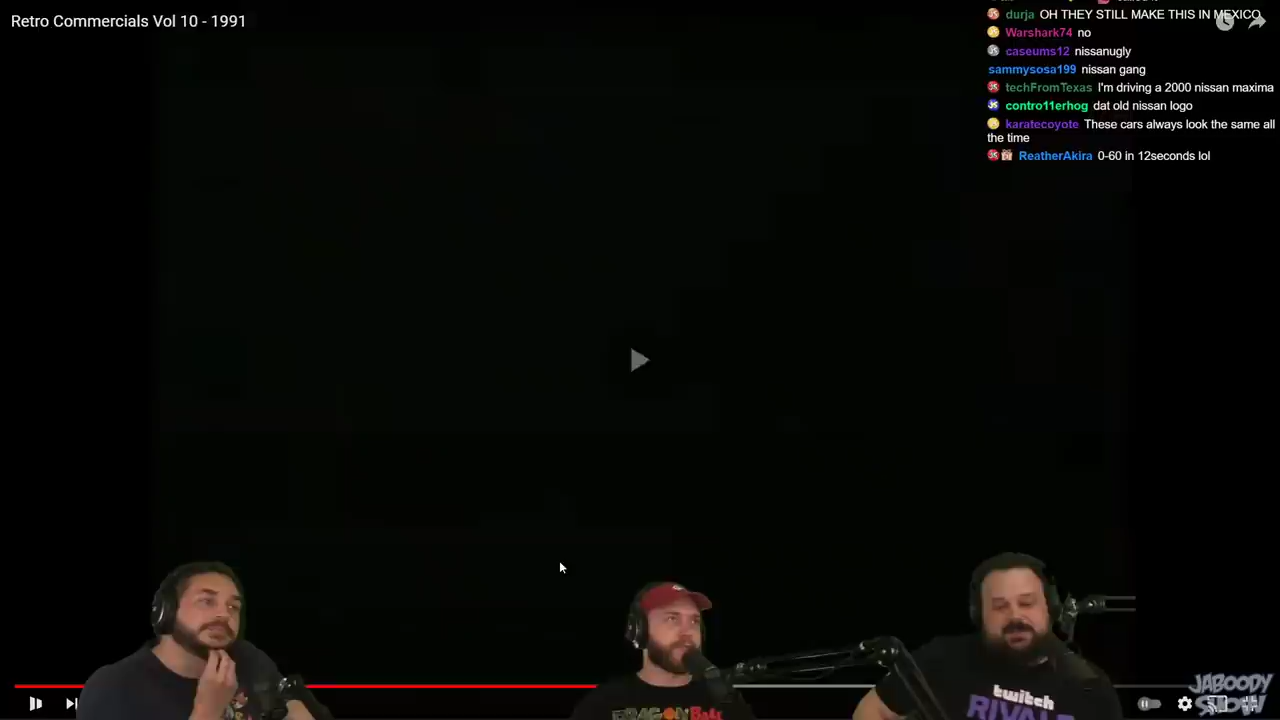 Retro Commercials Vol 10 - 1991
durja OH THEY STILL MAKE THIS IN MEXICO
Warshark74 no
caseums12 nissanugly
sammysosa199 nissan gang
techFromTexas I'm driving a 2000 nissan maxima
contro11erhog dat old nissan logo
karatecoyote These cars always look the same all
the time
ReatherAkira 0-60 in 12seconds lol
twitch
RIVALS
JABOODY
SHOW